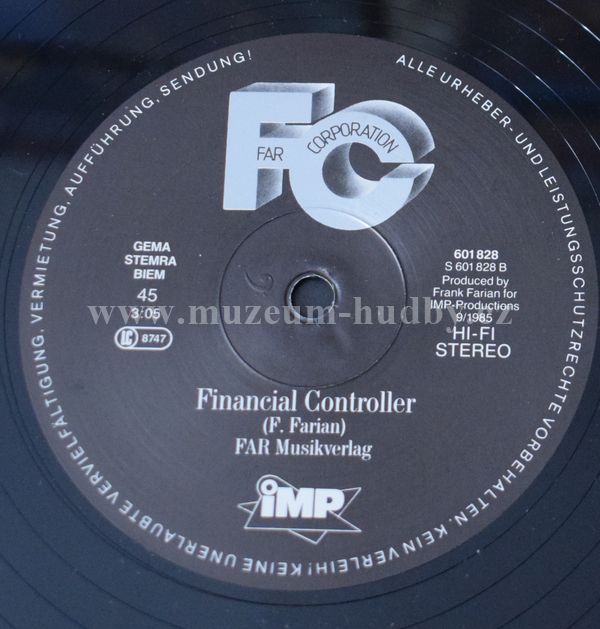 ALLE URHEBER- UND LEISTUNGSSCHUTZRECHTE VORBEHALTEN. KEIN VERLEIH! KEINE UNERLAUBTE VERVIELFÄLTIGUNG, VERMIETUNG, AUFFÜHRUNG, SENDUNG!
FC
FAR CORPORATION
GEMA
STEMRA
BIEM
45
3:05
LC 8747
601 828
S 601 828 B
Produced by
Frank Farian for
IMP-Productions
9/1985
HI-FI
STEREO
www.muzeum-hudby.cz
Financial Controller
(F. Farian)
FAR Musikverlag
iMP